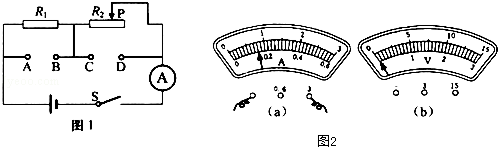 R₁ R₂ P
A B C D
A
S
图1
0 1 2 3
0 0.2 0.4 0.6
A
0.6 3
(a)
0 5 10 15
0 1 2 3
V
- 3 15
(b)
图2